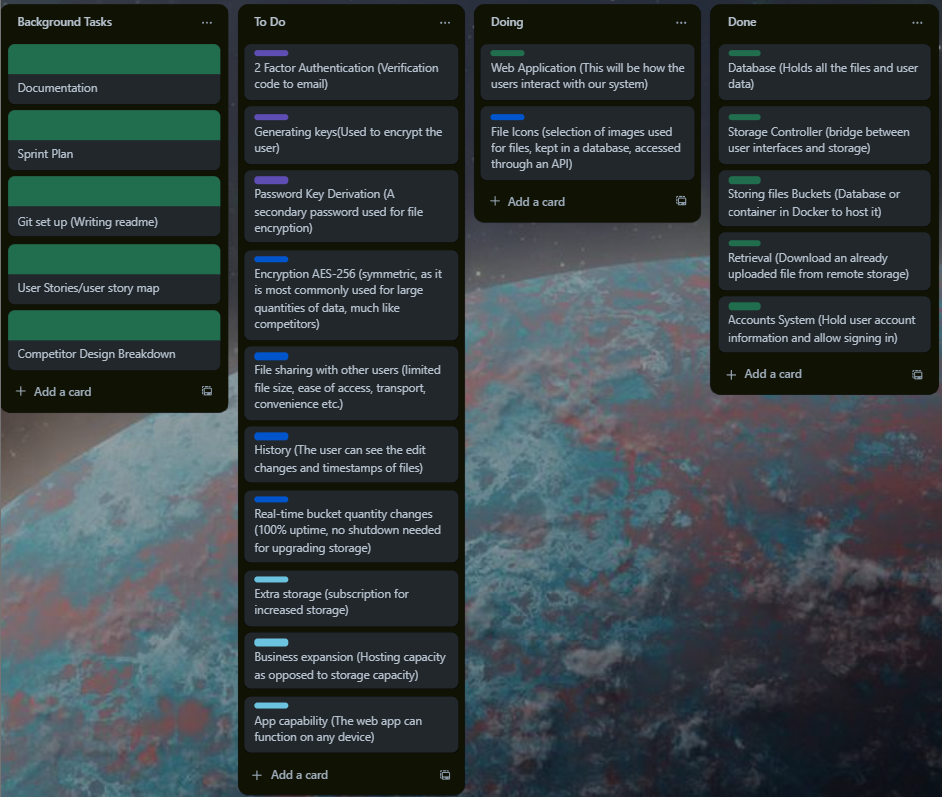 Background Tasks
Documentation
Sprint Plan
Git set up (Writing readme)
User Stories/user story map
Competitor Design Breakdown
Add a card
To Do
2 Factor Authentication (Verification
code to email)
Generating keys(Used to encrypt the
user)
Password Key Derivation (A
secondary password used for file
encryption)
Encryption AES-256 (symmetric, as it
is most commonly used for large
quantities of data, much like
competitors)
File sharing with other users (limited
file size, ease of access, transport,
convenience etc.)
History (The user can see the edit
changes and timestamps of files)
Real-time bucket quantity changes
(100% uptime, no shutdown needed
for upgrading storage)
Extra storage (subscription for
increased storage)
Business expansion (Hosting capacity
as opposed to storage capacity)
App capability (The web app can
function on any device)
Add a card
Doing
Web Application (This will be how the
users interact with our system)
File Icons (selection of images used
for files, kept in a database, accessed
through an API)
Add a card
Done
Database (Holds all the files and user
data)
Storage Controller (bridge between
user interfaces and storage)
Storing files Buckets (Database or
container in Docker to host it)
Retrieval (Download an already
uploaded file from remote storage)
Accounts System (Hold user account
information and allow signing in)
Add a card